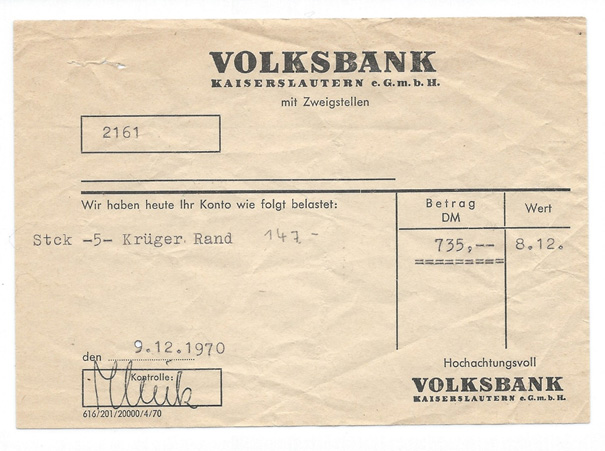 VOLKSBANK
KAISERSLAUTERN e.G.m.b.H.
mit Zweigstellen
2161
Wir haben heute Ihr Konto wie folgt belastet:
Betrag DM
Wert
Stck -5- Krüger Rand 147,- 735,-- 8.12.
=========
den 9.12.1970
Kontrolle:
Hochachtungsvoll
VOLKSBANK
KAISERSLAUTERN e.G.m.b.H.
616/201/20000/4/70